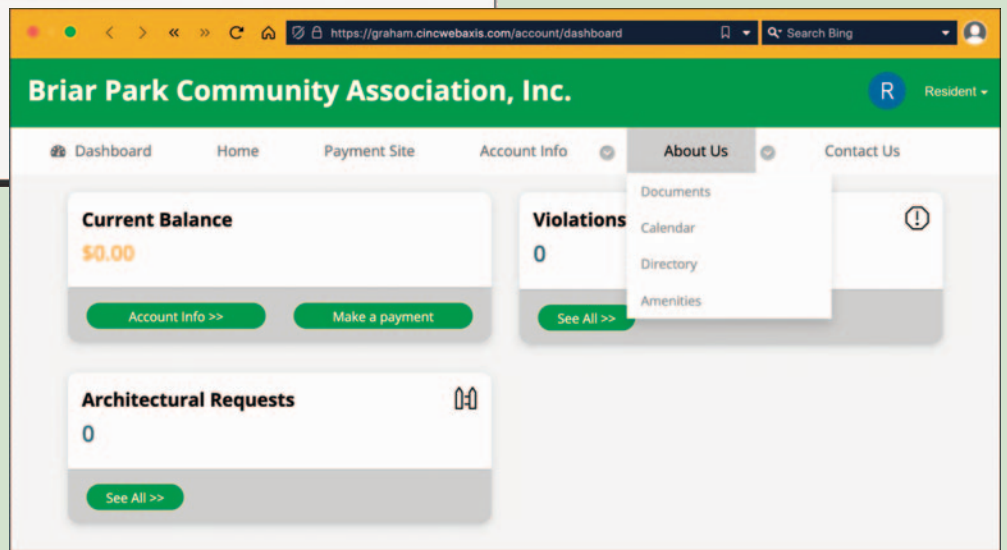 https://graham.cincwebaxis.com/account/dashboard Search Bing
Briar Park Community Association, Inc. R Resident
Dashboard Home Payment Site Account Info About Us Contact Us
Documents
Calendar
Directory
Amenities
Current Balance
$0.00
Account Info >> Make a payment
Violations
0
See All >>
Architectural Requests
0
See All >>